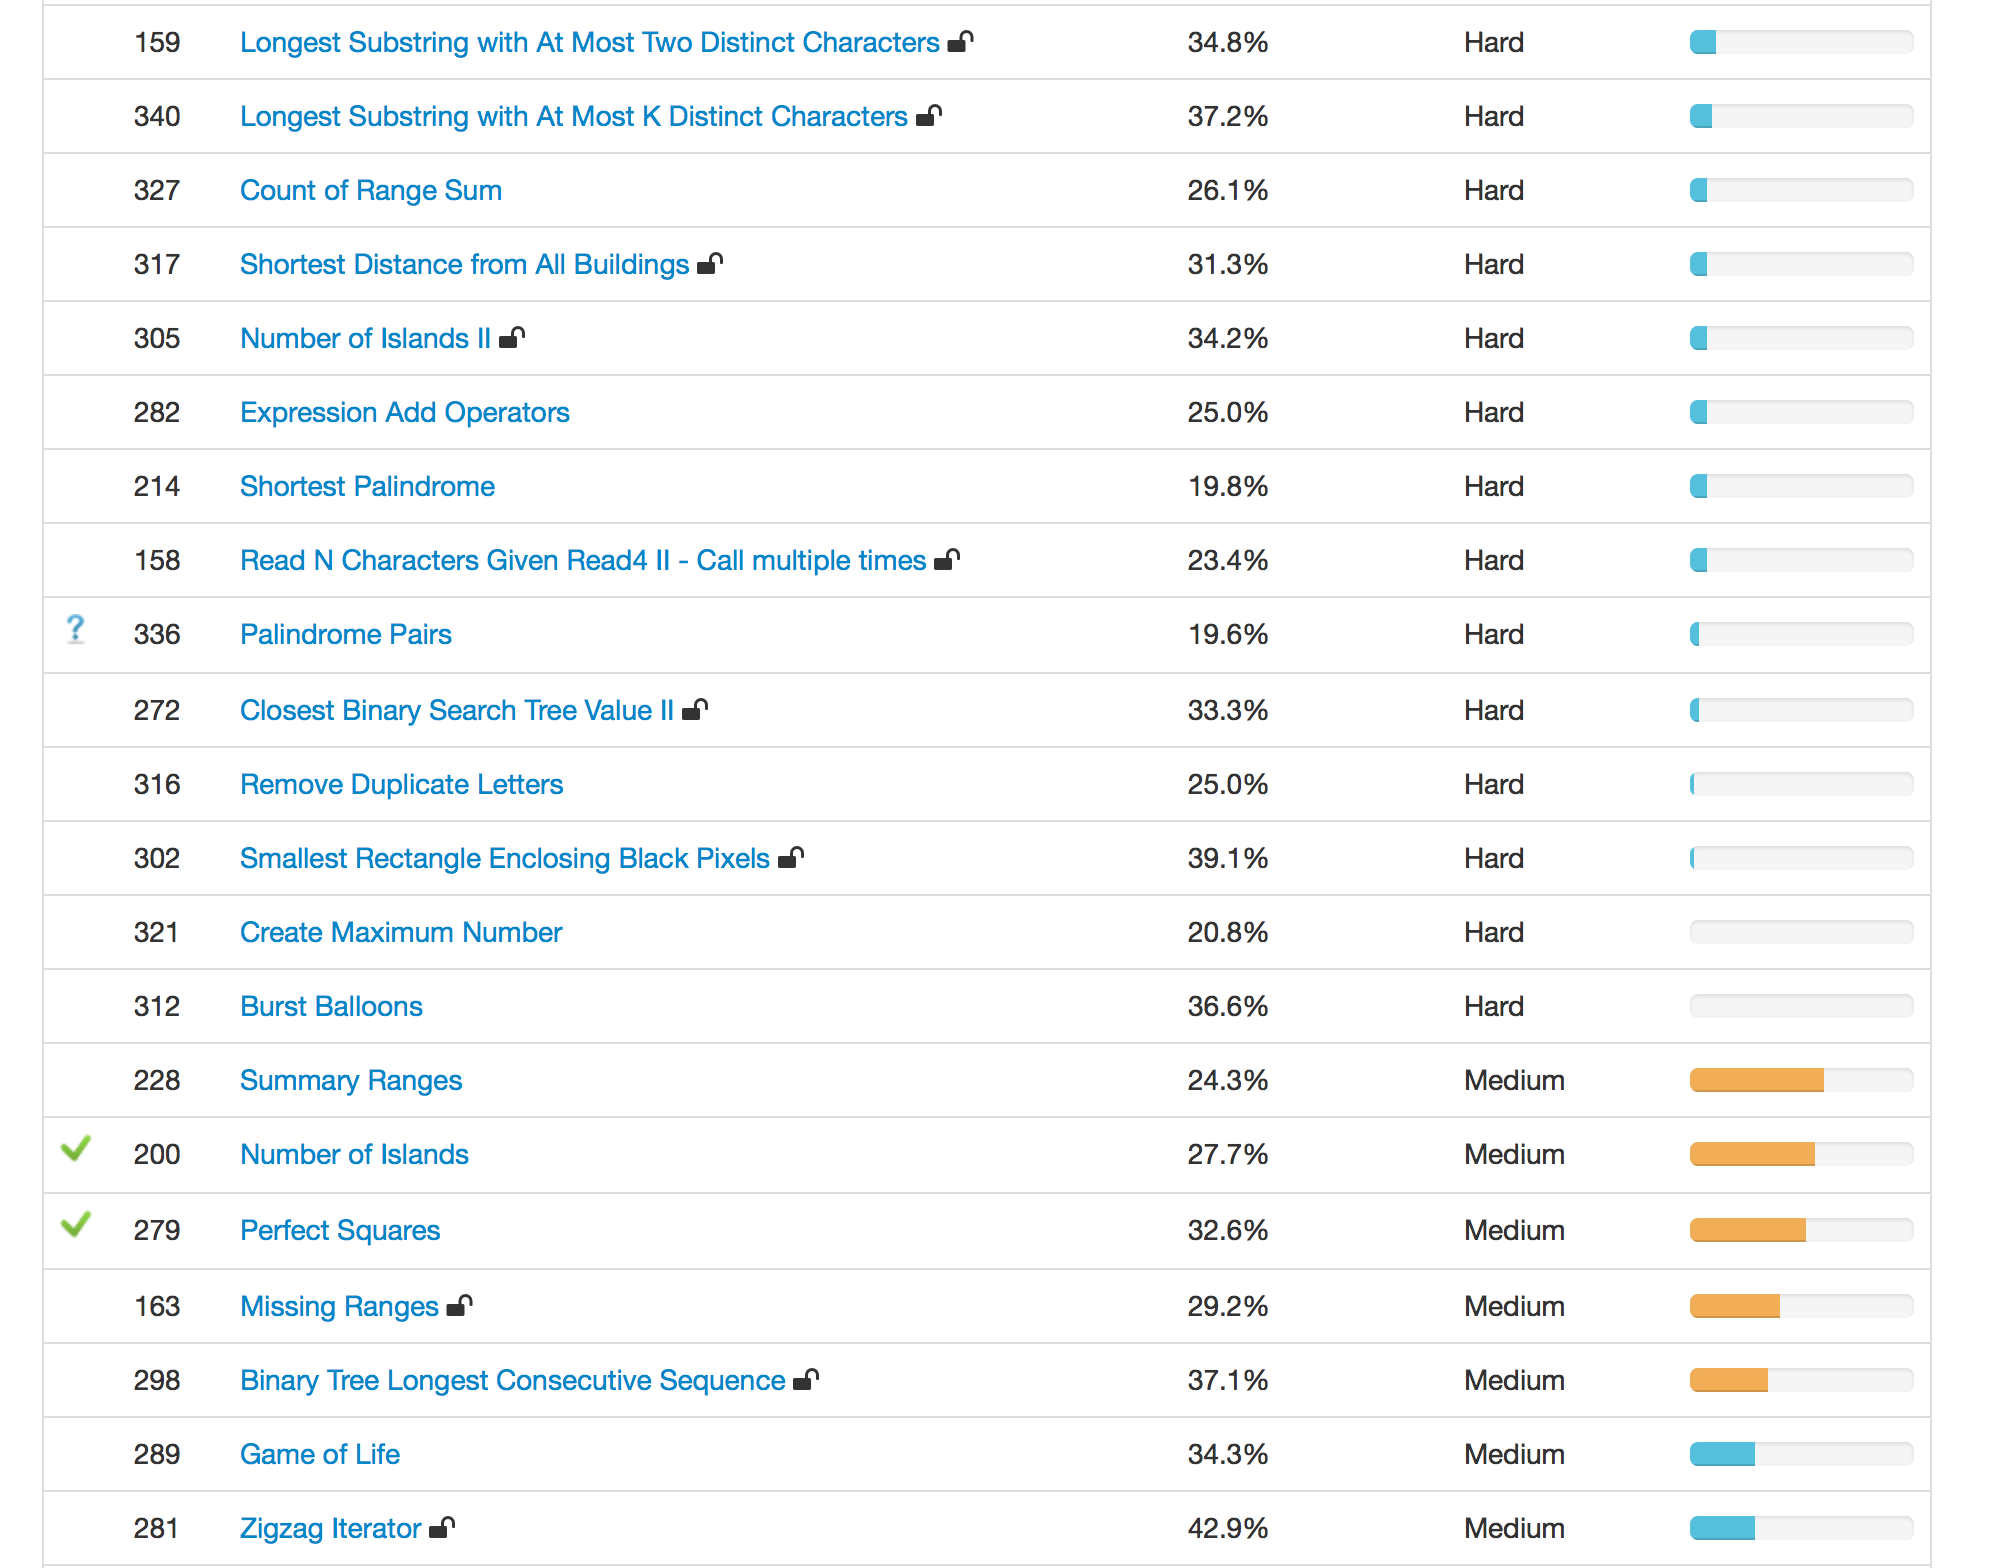 159 Longest Substring with At Most Two Distinct Characters 34.8% Hard
340 Longest Substring with At Most K Distinct Characters 37.2% Hard
327 Count of Range Sum 26.1% Hard
317 Shortest Distance from All Buildings 31.3% Hard
305 Number of Islands II 34.2% Hard
282 Expression Add Operators 25.0% Hard
214 Shortest Palindrome 19.8% Hard
158 Read N Characters Given Read4 II - Call multiple times 23.4% Hard
? 336 Palindrome Pairs 19.6% Hard
272 Closest Binary Search Tree Value II 33.3% Hard
316 Remove Duplicate Letters 25.0% Hard
302 Smallest Rectangle Enclosing Black Pixels 39.1% Hard
321 Create Maximum Number 20.8% Hard
312 Burst Balloons 36.6% Hard
228 Summary Ranges 24.3% Medium
200 Number of Islands 27.7% Medium
279 Perfect Squares 32.6% Medium
163 Missing Ranges 29.2% Medium
298 Binary Tree Longest Consecutive Sequence 37.1% Medium
289 Game of Life 34.3% Medium
281 Zigzag Iterator 42.9% Medium